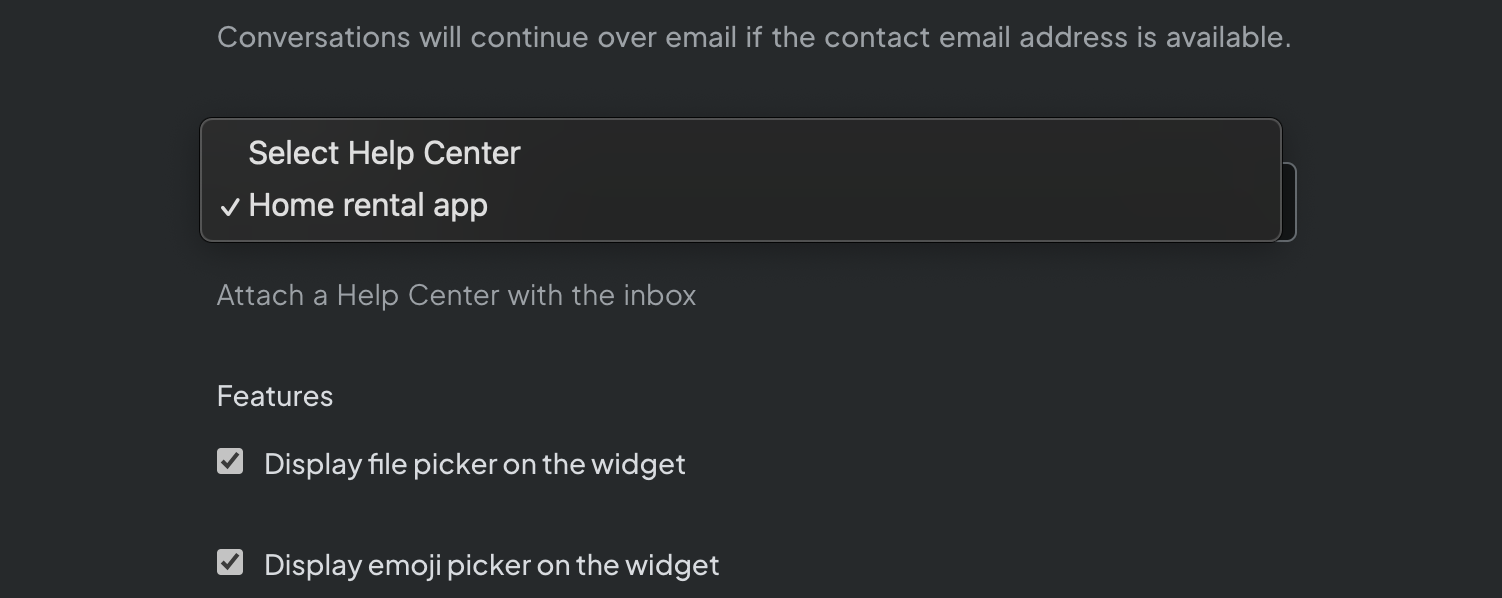 Conversations will continue over email if the contact email address is available.
Select Help Center
✓ Home rental app
Attach a Help Center with the inbox
Features
Display file picker on the widget
Display emoji picker on the widget